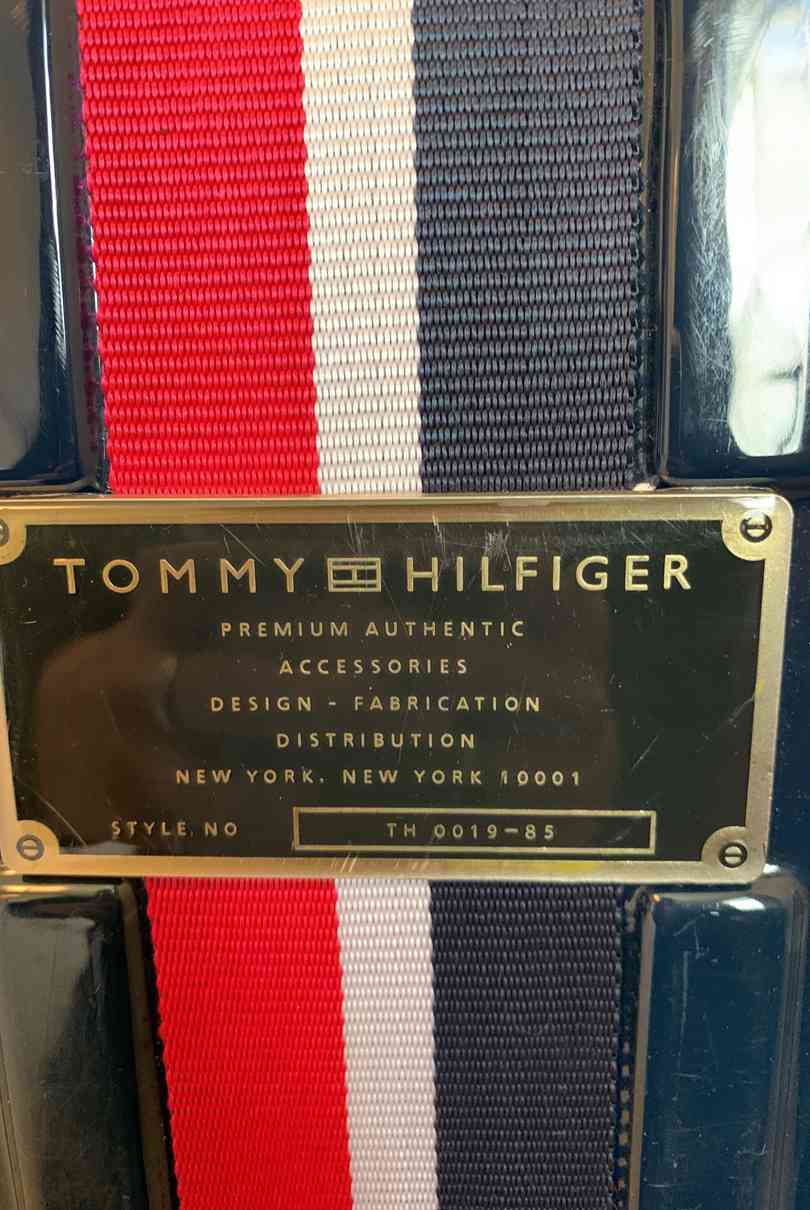 TOMMY HILFIGER
PREMIUM AUTHENTIC
ACCESSORIES
DESIGN - FABRICATION
DISTRIBUTION
NEW YORK, NEW YORK 10001
STYLE NO TH 0019-85